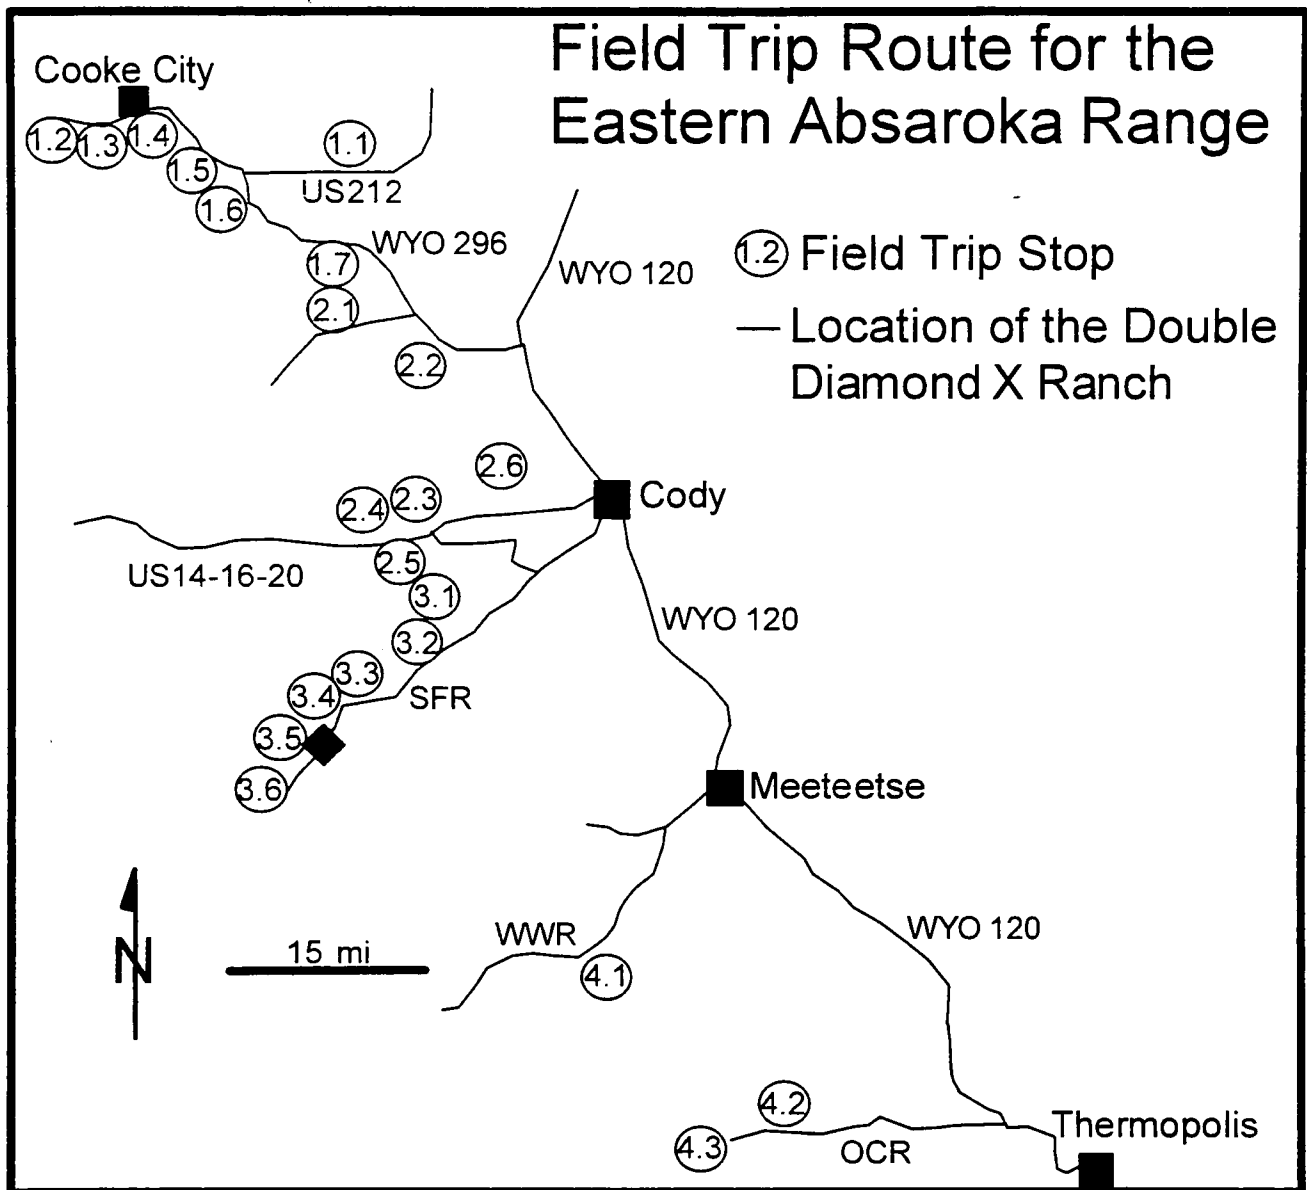 Field Trip Route for the
Eastern Absaroka Range
Cooke City
1.2
1.3
1.4
1.1
1.5
US212
1.6
WYO 296
1.7
WYO 120
1.2 Field Trip Stop
2.1
Location of the Double
Diamond X Ranch
2.2
2.6
2.4
2.3
Cody
US14-16-20
2.5
3.1
WYO 120
3.2
3.3
3.4
SFR
3.5
3.6
Meeteetse
WWR
WYO 120
N
15 mi
4.1
4.2
4.3
OCR
Thermopolis